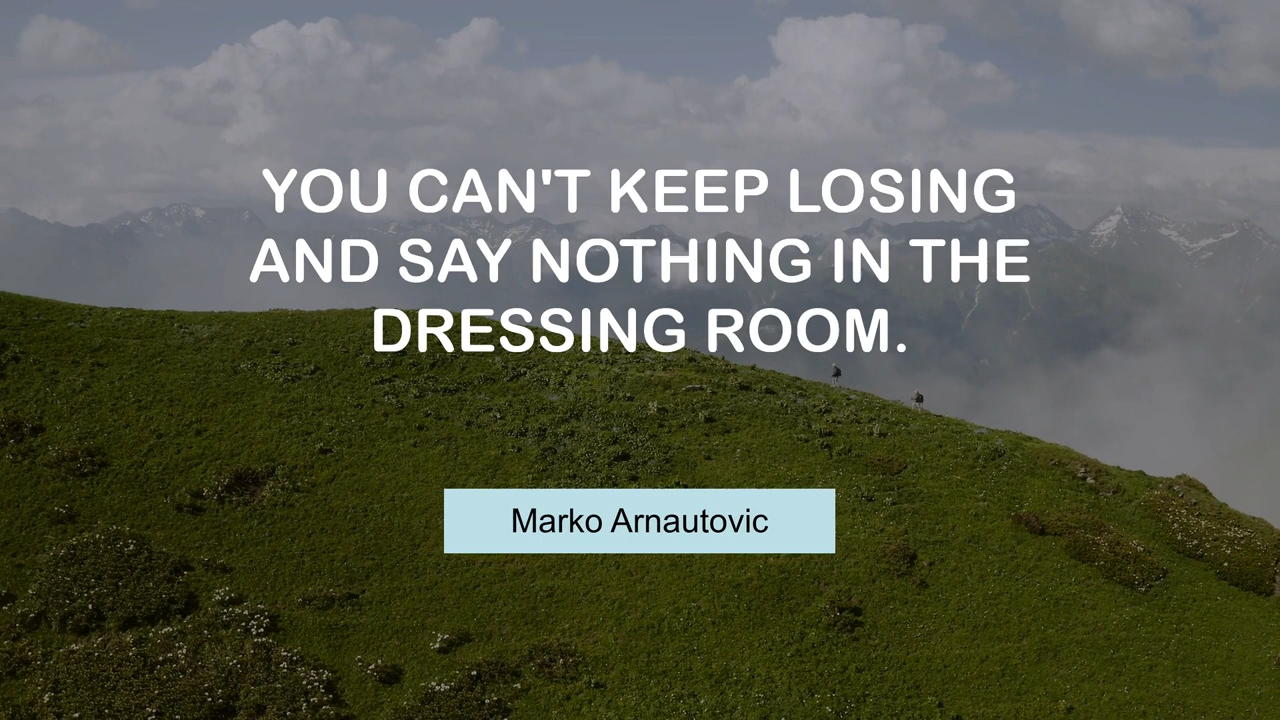 YOU CAN'T KEEP LOSING
AND SAY NOTHING IN THE
DRESSING ROOM.
Marko Arnautovic